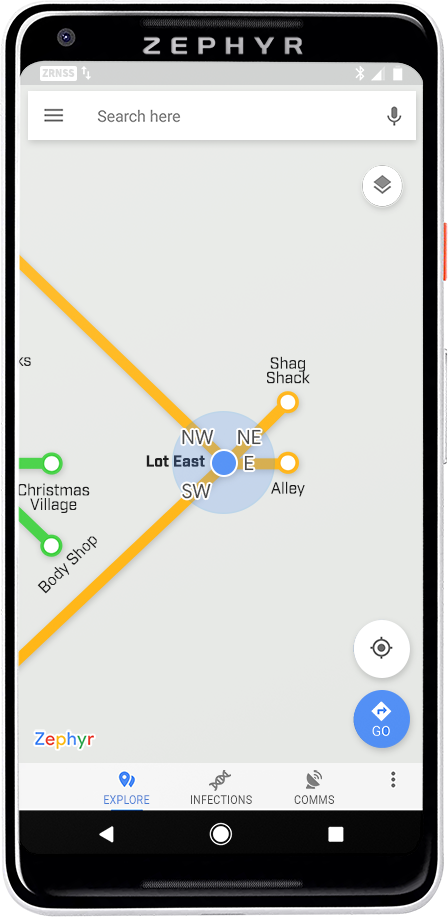 ZEPHYR
ZRNSS
Search here
ks
Shag
Shack
NW
NE
Lot East
E
SW
Alley
Christmas
Village
Body Shop
Zephyr
GO
EXPLORE
INFECTIONS
COMMS